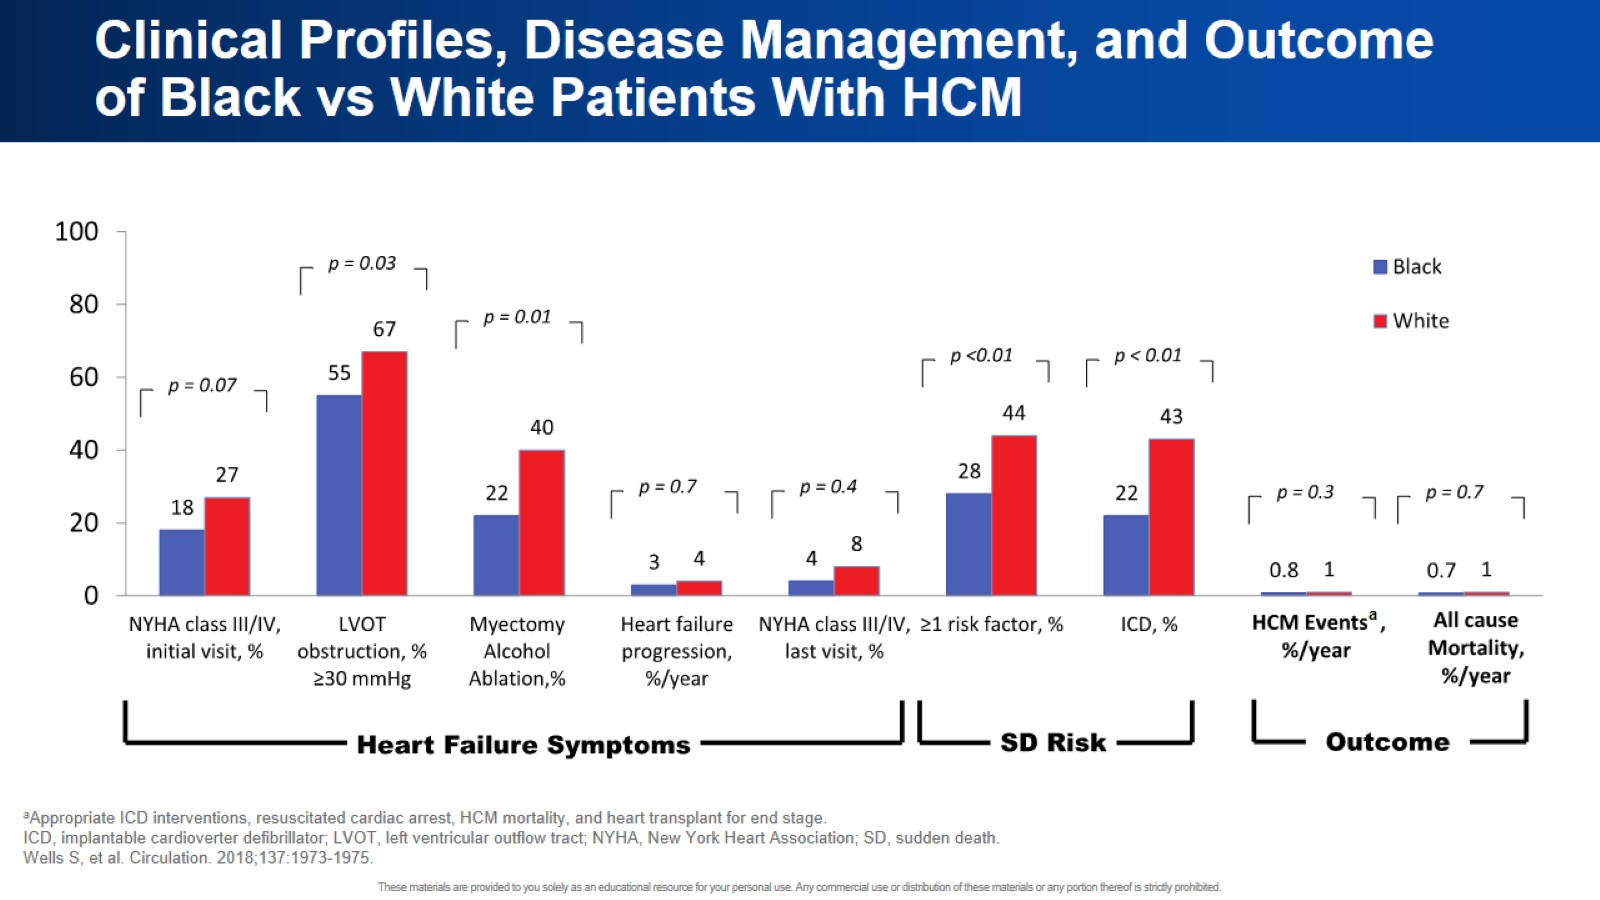 Clinical Profiles, Disease Management, and Outcome
of Black vs White Patients With HCM
100
80
60
40
20
0
Black
White
p = 0.07
18
27
p = 0.03
55
67
p = 0.01
22
40
p = 0.7
3
4
p = 0.4
4
8
p <0.01
28
44
p < 0.01
22
43
p = 0.3
0.8
1
p = 0.7
0.7
1
NYHA class III/IV,
initial visit, %
LVOT
obstruction, %
≥30 mmHg
Myectomy
Alcohol
Ablation,%
Heart failure
progression,
%/year
NYHA class III/IV,
last visit, %
≥1 risk factor, %
ICD, %
HCM Eventsª,
%/year
All cause
Mortality,
%/year
Heart Failure Symptoms
SD Risk
Outcome
ªAppropriate ICD interventions, resuscitated cardiac arrest, HCM mortality, and heart transplant for end stage.
ICD, implantable cardioverter defibrillator; LVOT, left ventricular outflow tract; NYHA, New York Heart Association; SD, sudden death.
Wells S, et al. Circulation. 2018;137:1973-1975.
These materials are provided to you solely as an educational resource for your personal use. Any commercial use or distribution of these materials or any portion thereof is strictly prohibited.